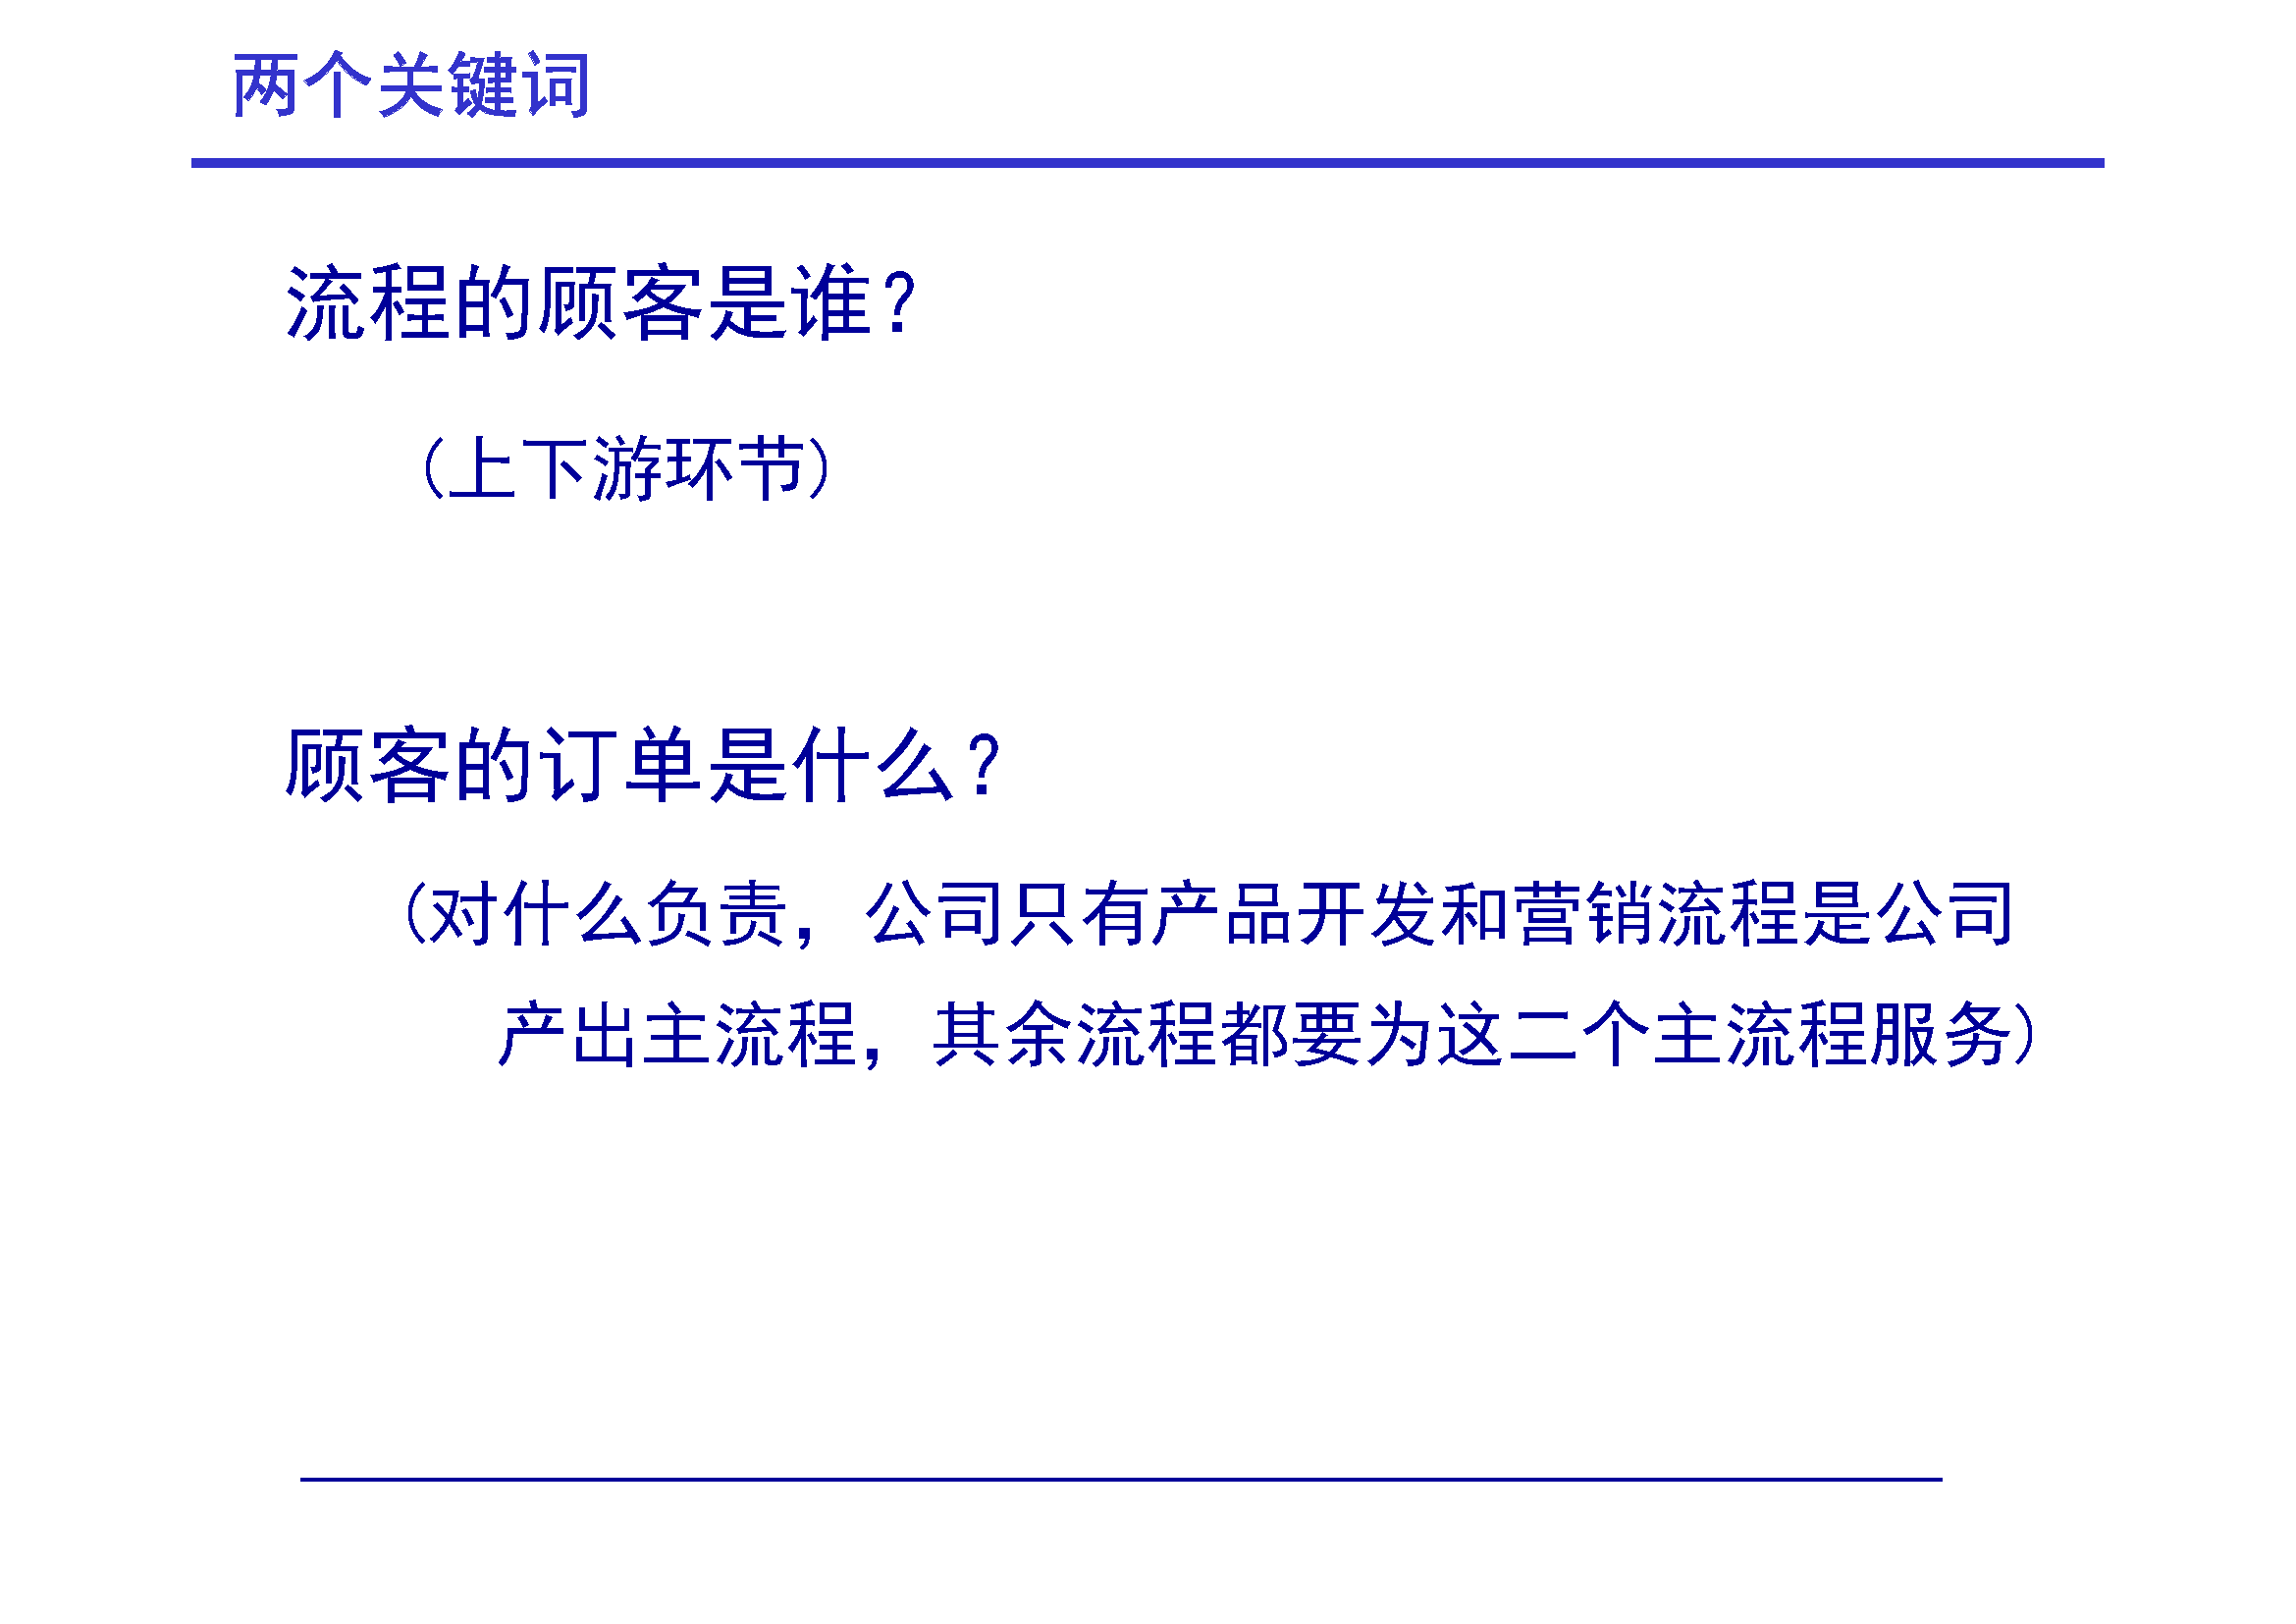 两个关键词
流程的顾客是谁?
(上下游环节)
顾客的订单是什么?
(对什么负责，公司只有产品开发和营销流程是公司
产出主流程，其余流程都要为这二个主流程服务)